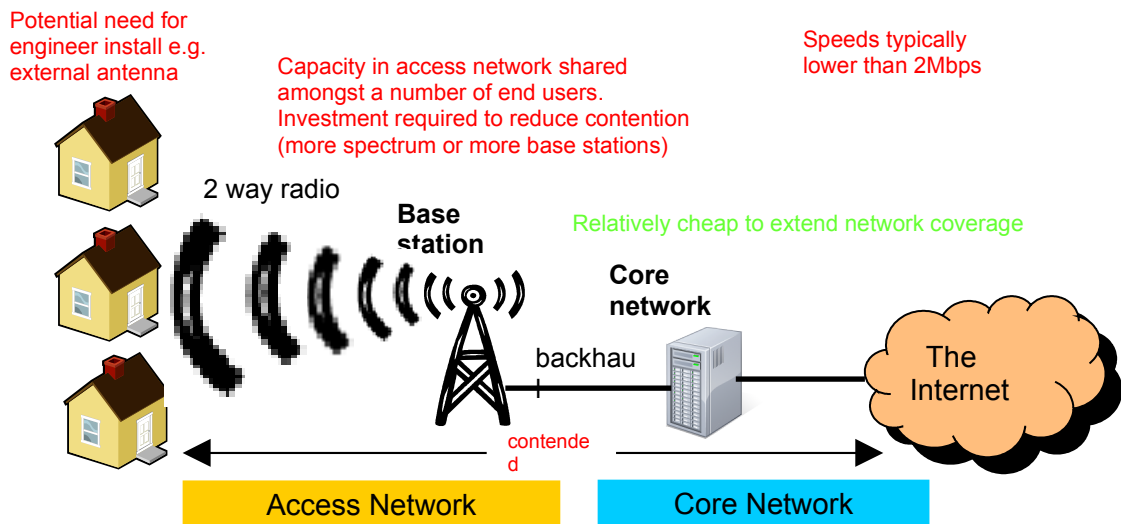 Potential need for
engineer install e.g.
external antenna
Speeds typically
lower than 2Mbps
Capacity in access network shared
amongst a number of end users.
Investment required to reduce contention
(more spectrum or more base stations)
2 way radio
Base
station
Relatively cheap to extend network coverage
Core
network
backhau
The
Internet
contende
d
Access Network
Core Network